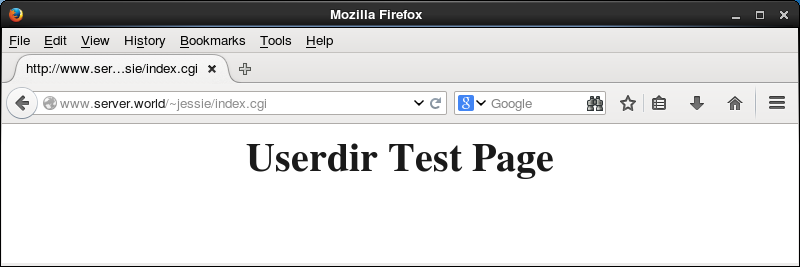 Mozilla Firefox
File Edit View History Bookmarks Tools Help
http://www.ser...sie/index.cgi
www.server.world/~jessie/index.cgi Google
Userdir Test Page